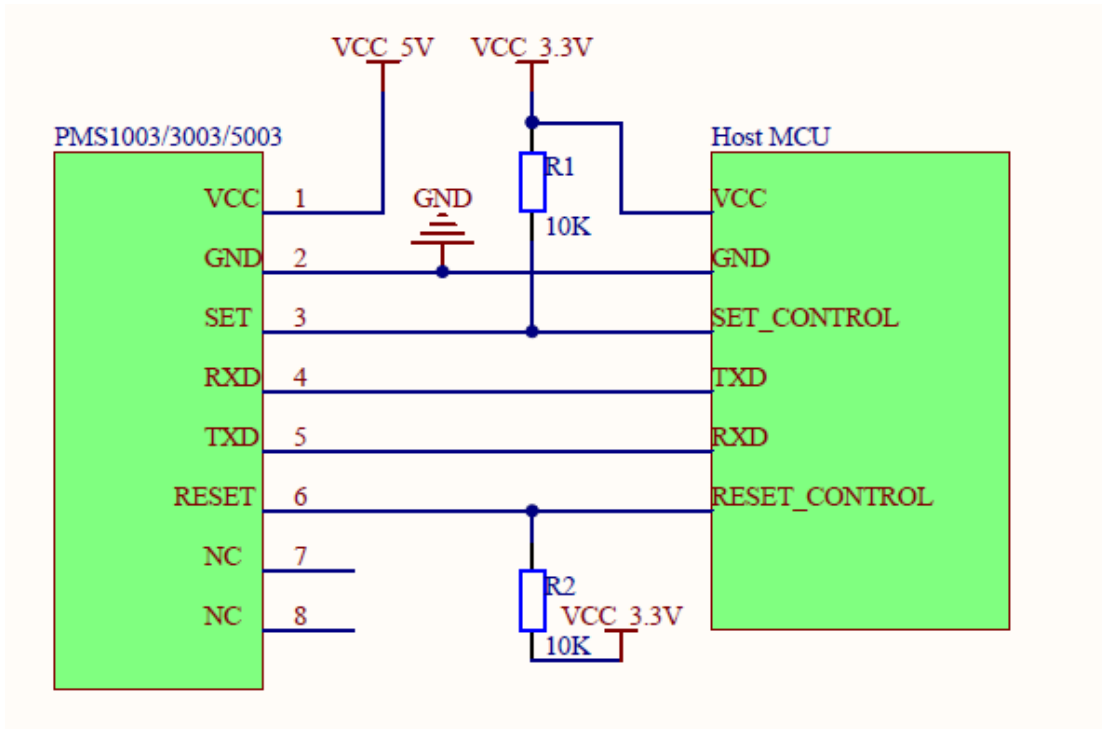 VCC_5V VCC_3.3V
PMS1003/3003/5003 Host MCU
R1
VCC 1 GND VCC
10K
GND 2 GND
SET 3 SET_CONTROL
RXD 4 TXD
TXD 5 RXD
RESET 6 RESET_CONTROL
NC 7
R2
NC 8 VCC_3.3V
10K